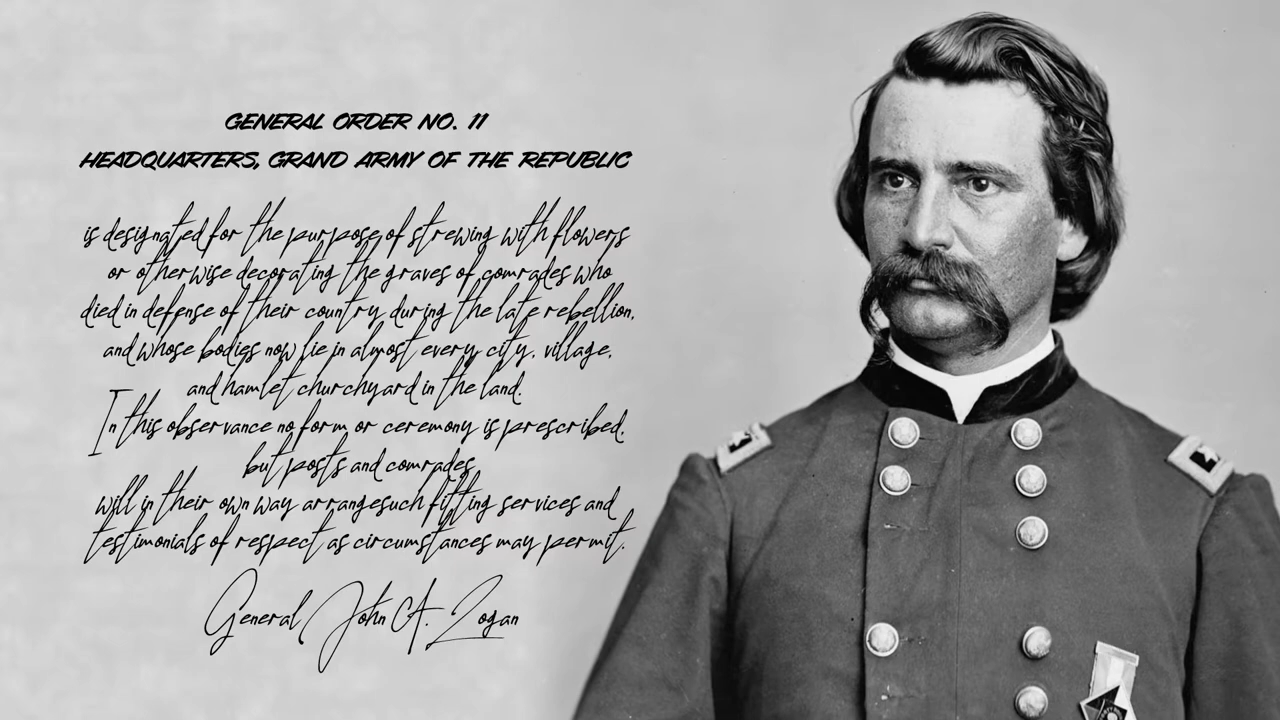 GENERAL ORDER NO. 11
HEADQUARTERS, GRAND ARMY OF THE REPUBLIC
is designated for the purpose of strewing with flowers
or otherwise decorating the graves of comrades who
died in defense of their country during the late rebellion,
and whose bodies now lie in almost every city, village,
and hamlet churchyard in the land.
In this observance no form or ceremony is prescribed,
but posts and comrades
will in their own way arrangesuch fitting services and
testimonials of respect as circumstances may permit.
General John A. Logan